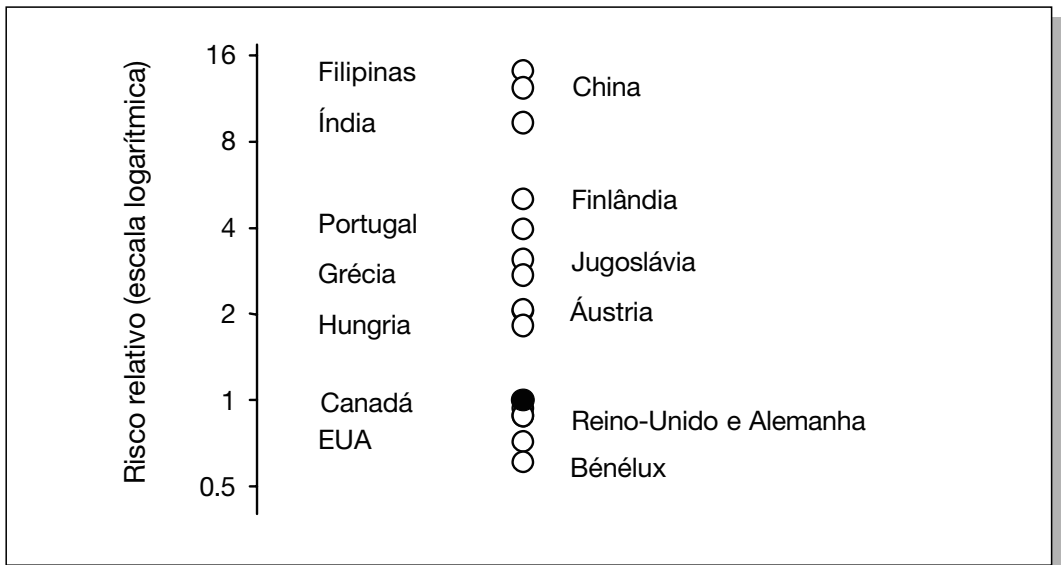 Risco relativo (escala logarítmica)
16
8
4
2
1
0.5
Filipinas
China
Índia
Finlândia
Portugal
Jugoslávia
Grécia
Áustria
Hungria
Canadá
Reino-Unido e Alemanha
EUA
Bénélux